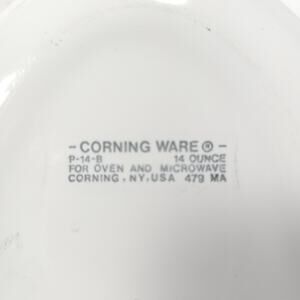 - CORNING WARE ® -
P-14-B 14 OUNCE
FOR OVEN AND MICROWAVE
CORNING, NY, USA 479 MA